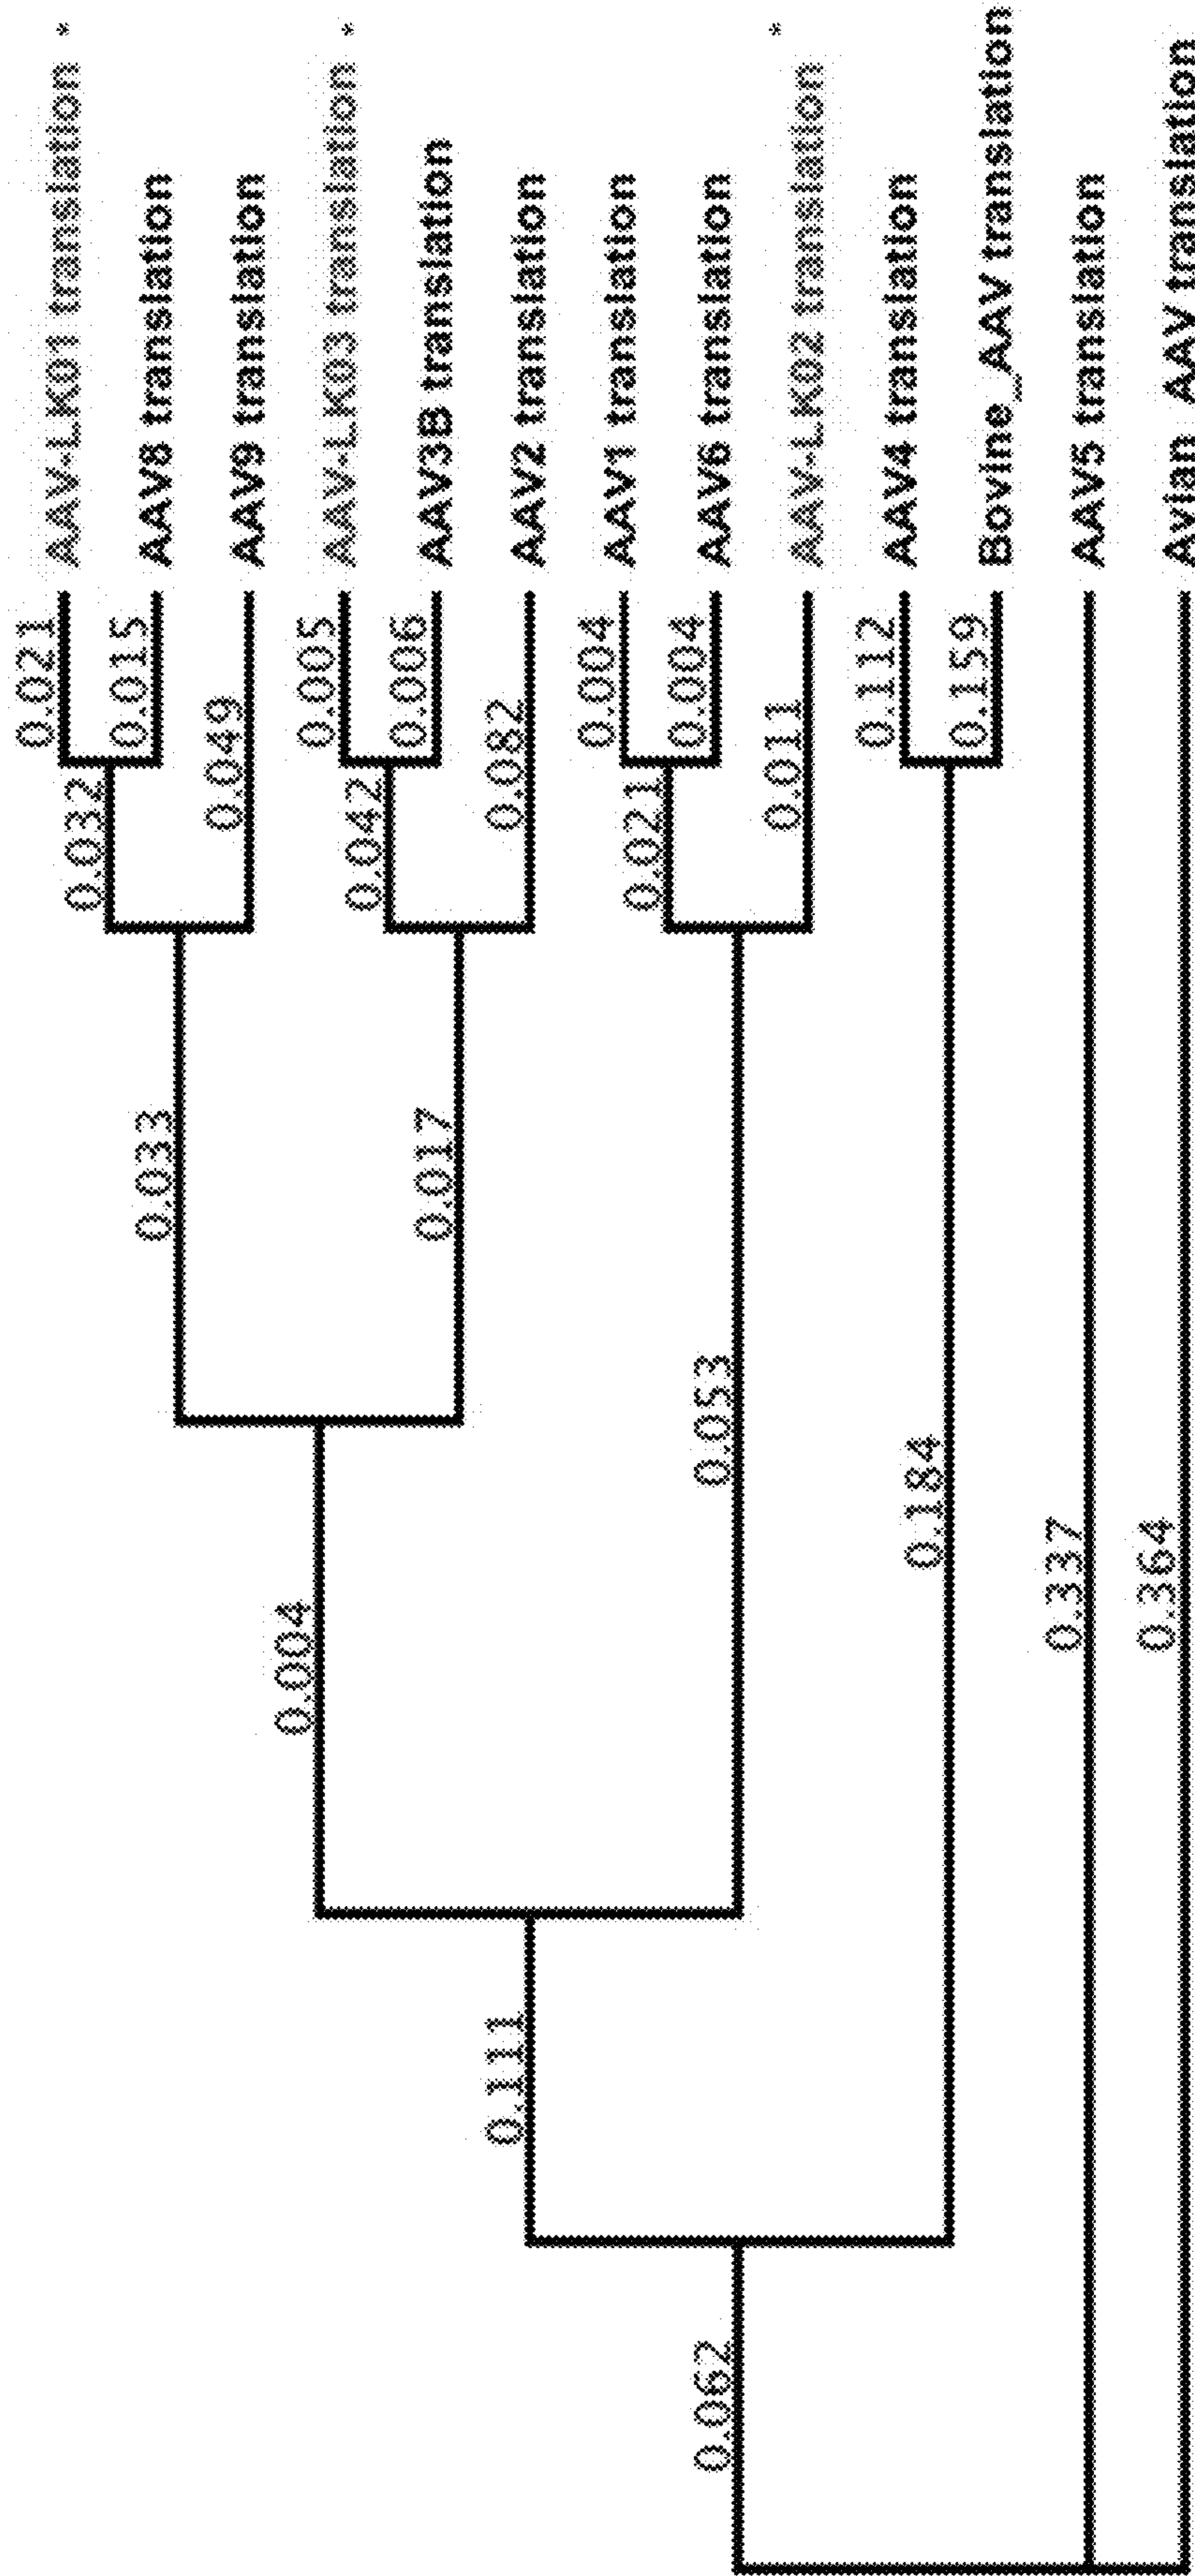 AAV-LK01 translation *
0.021
0.032
AAV8 translation
0.015
0.033
AAV9 translation
0.049
0.004
AAV-LK03 translation *
0.005
0.042
AAV3B translation
0.006
0.017
AAV2 translation
0.082
0.111
AAV1 translation
0.004
0.021
AAV6 translation
0.004
0.053
0.062
AAV-LK02 translation *
0.011
AAV4 translation
0.112
0.184
Bovine_AAV translation
0.159
AAV5 translation
0.337
Avian_AAV translation
0.364